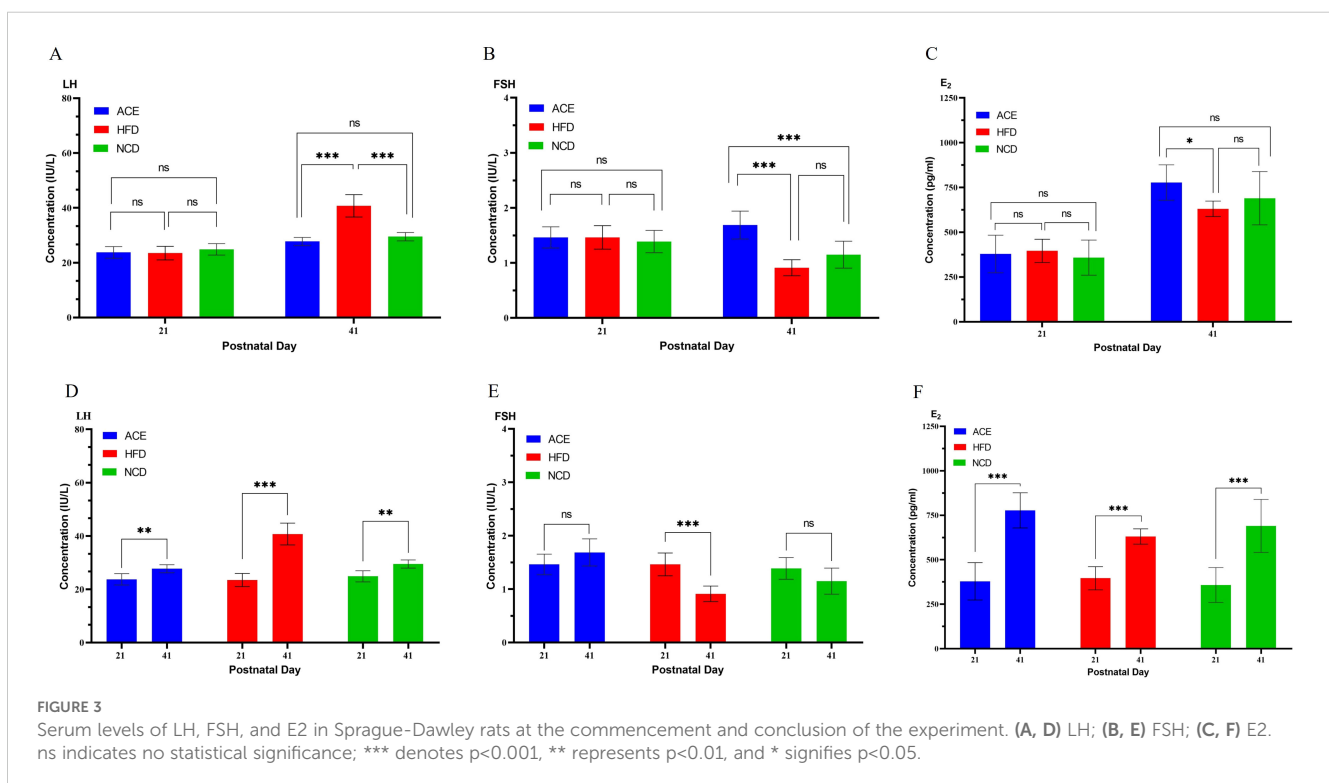 A
LH
80
60
40
20
0
Concentration (IU/L)
ACE
HFD
NCD
ns
ns
ns
ns
***
***
21
41
Postnatal Day
B
FSH
4
3
2
1
0
Concentration (IU/L)
ACE
HFD
NCD
ns
ns
ns
***
***
ns
21
41
Postnatal Day
C
E2
1250
1000
750
500
250
0
Concentration (pg/ml)
ACE
HFD
NCD
ns
ns
ns
ns
*
ns
21
41
Postnatal Day
D
LH
80
60
40
20
0
Concentration (IU/L)
ACE
HFD
NCD
**
***
**
21
41
21
41
21
41
Postnatal Day
E
FSH
4
3
2
1
0
Concentration (IU/L)
ACE
HFD
NCD
ns
***
ns
21
41
21
41
21
41
Postnatal Day
F
E2
1250
1000
750
500
250
0
Concentration (pg/ml)
ACE
HFD
NCD
***
***
***
21
41
21
41
21
41
Postnatal Day
FIGURE 3
Serum levels of LH, FSH, and E2 in Sprague-Dawley rats at the commencement and conclusion of the experiment. (A, D) LH; (B, E) FSH; (C, F) E2.
ns indicates no statistical significance; *** denotes p<0.001, ** represents p<0.01, and * signifies p<0.05.